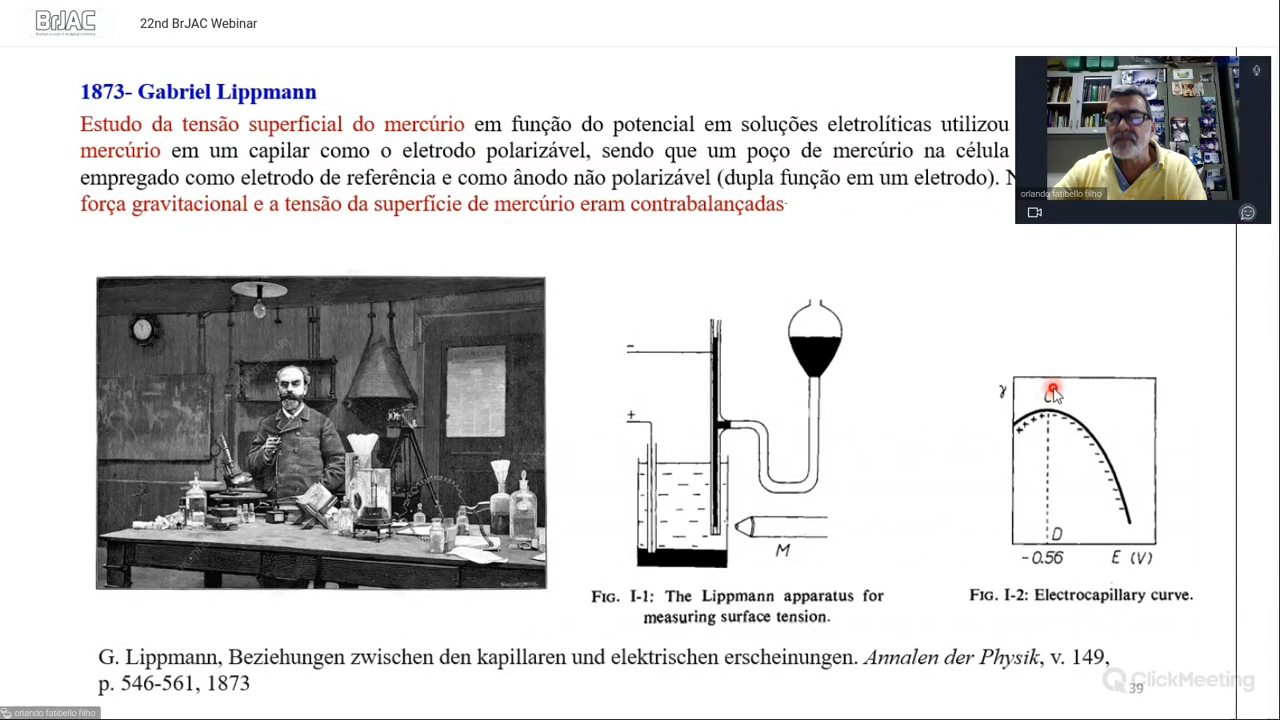 BrJAC
22nd BrJAC Webinar
1873- Gabriel Lippmann
Estudo da tensão superficial do mercúrio em função do potencial em soluções eletrolíticas utilizou
mercúrio em um capilar como o eletrodo polarizável, sendo que um poço de mercúrio na célula
empregado como eletrodo de referência e como ânodo não polarizável (dupla função em um eletrodo). N
força gravitacional e a tensão da superfície de mercúrio eram contrabalançadas
orlando fatibello filho
−
+
M
γ
D
-0.56 E (V)
FIG. I-1: The Lippmann apparatus for
measuring surface tension.
FIG. I-2: Electrocapillary curve.
G. Lippmann, Beziehungen zwischen den kapillaren und elektrischen erscheinungen. Annalen der Physik, v. 149,
p. 546-561, 1873
39
ClickMeeting
orlando fatibello filho